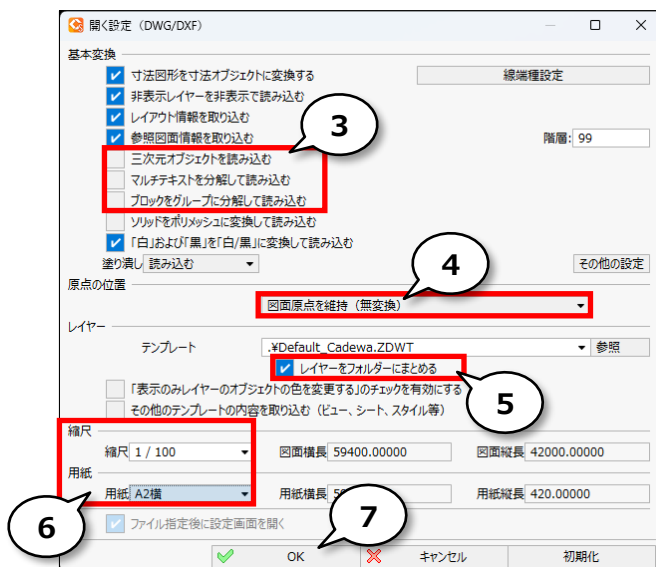 開く設定（DWG/DXF）
基本変換
寸法図形を寸法オブジェクトに変換する
線端種設定
非表示レイヤーを非表示で読み込む
レイアウト情報を取り込む
3
参照図面情報を取り込む
階層: 99
三次元オブジェクトを読み込む
マルチテキストを分解して読み込む
ブロックをグループに分解して読み込む
ソリッドをポリメッシュに変換して読み込む
「白」および「黒」を「白/黒」に変換して読み込む
4
塗り潰し 読み込む
その他の設定
原点の位置
図面原点を維持（無変換）
レイヤー
テンプレート .¥Default_Cadewa.ZDWT 参照
レイヤーをフォルダーにまとめる
「表示のみレイヤーのオブジェクトの色を変更する」のチェックを有効にする
5
その他のテンプレートの内容を取り込む（ビュー、シート、スタイル等）
縮尺
縮尺 1 / 100 図面横長 59400.00000 図面縦長 42000.00000
用紙
用紙 A2横 用紙横長 用紙縦長 420.00000
6
7
ファイル指定後に設定画面を開く
OK キャンセル 初期化